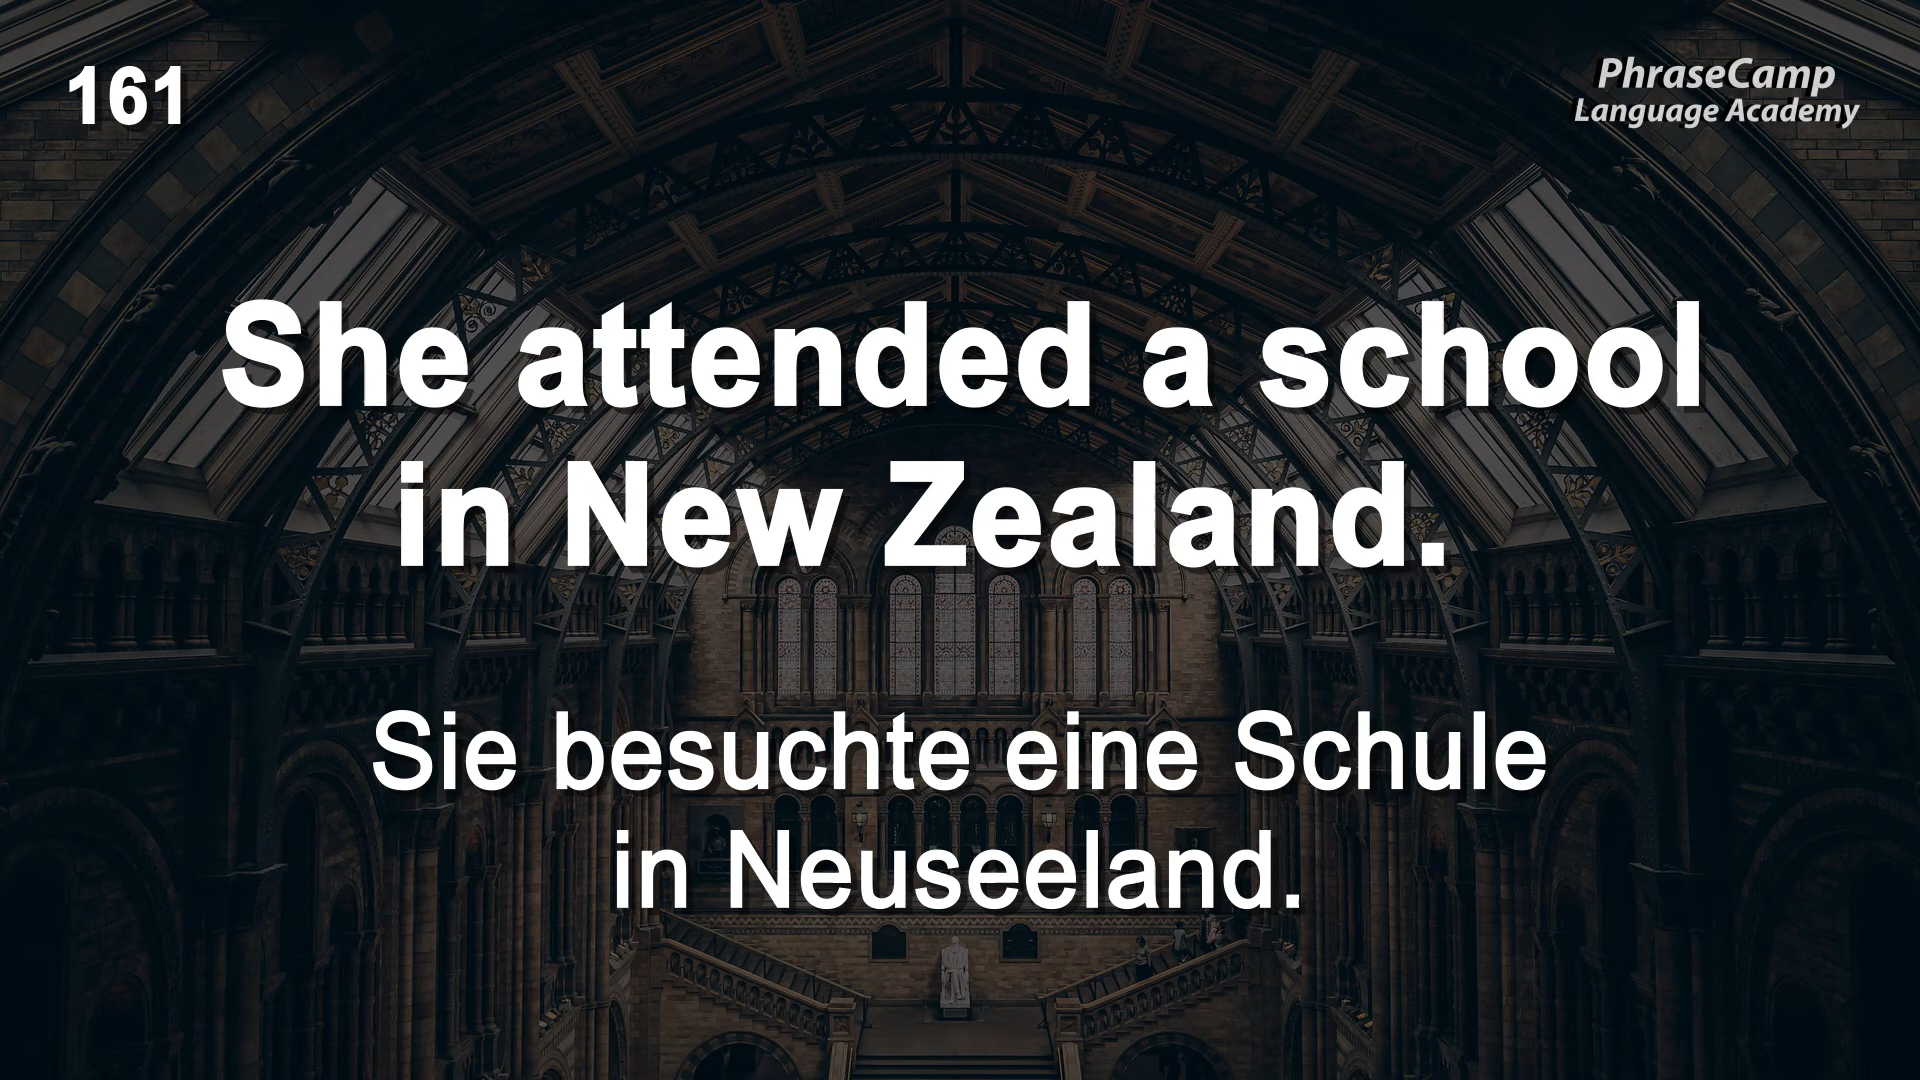 161
PhraseCamp
Language Academy
She attended a school
in New Zealand.
Sie besuchte eine Schule
in Neuseeland.